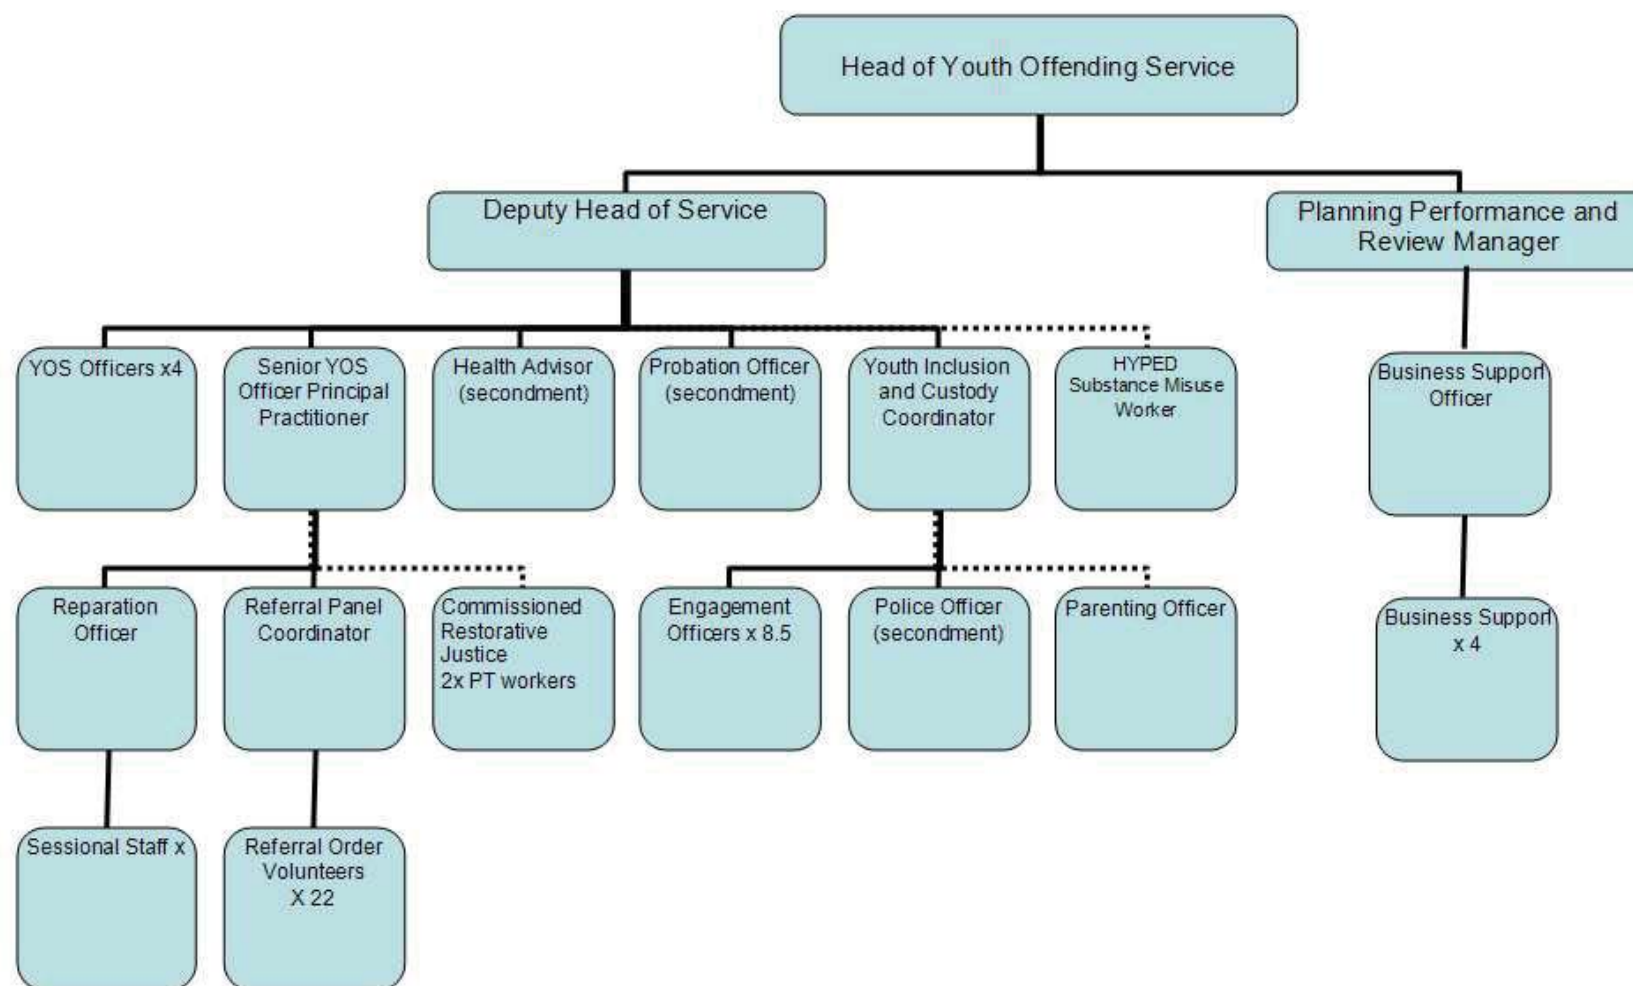 Head of Youth Offending Service
Deputy Head of Service
Planning Performance and
Review Manager
YOS Officers x4
Senior YOS
Officer Principal
Practitioner
Health Advisor
(secondment)
Probation Officer
(secondment)
Youth Inclusion
and Custody
Coordinator
HYPED
Substance Misuse
Worker
Business Support
Officer
Reparation
Officer
Referral Panel
Coordinator
Commissioned
Restorative
Justice
2x PT workers
Engagement
Officers x 8.5
Police Officer
(secondment)
Parenting Officer
Business Support
x 4
Sessional Staff x
Referral Order
Volunteers
X 22